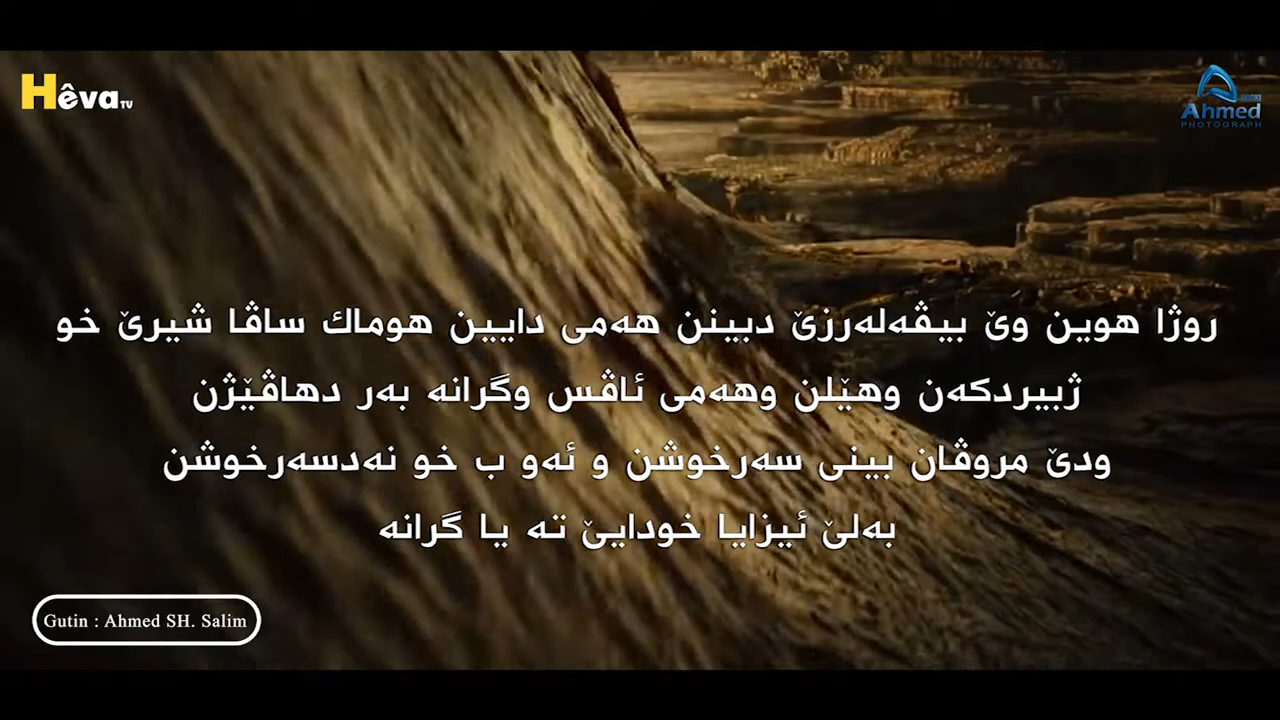 Hêva TV
Ahmed
PHOTOGRAPH
روژا هوین وێ بیڤەلەرزێ دبینن هەمی دایین هوماك ساڤا شیرێ خو
ژبیردکەن وهێلن وهەمی ئاڤس وگرانە بەر دهاڤێژن
ودێ مروڤان بینی سەرخوشن و ئەو ب خو نەدسەرخوشن
بەلێ ئیزایا خودایێ تە یا گرانە
Gutin : Ahmed SH. Salim